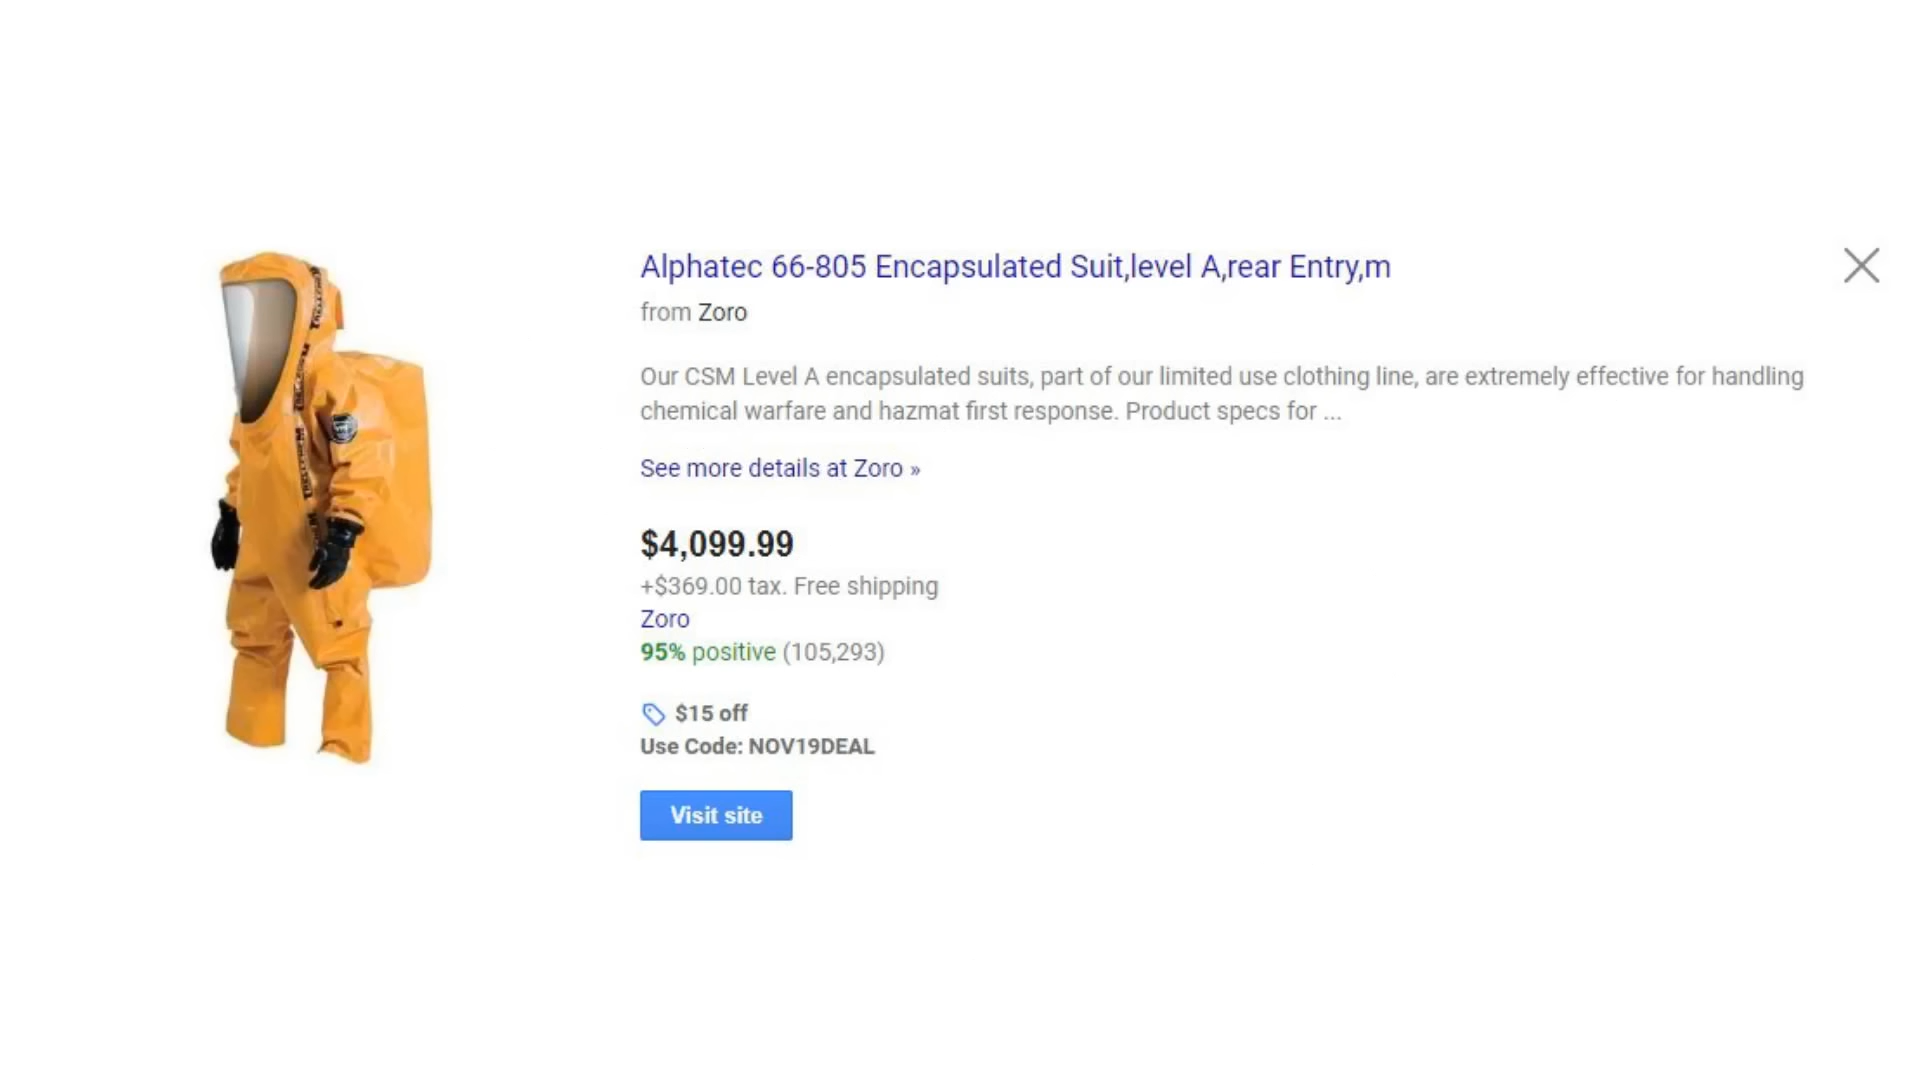 Alphatec 66-805 Encapsulated Suit,level A,rear Entry,m
from Zoro
Our CSM Level A encapsulated suits, part of our limited use clothing line, are extremely effective for handling
chemical warfare and hazmat first response. Product specs for ...
See more details at Zoro »
$4,099.99
+$369.00 tax. Free shipping
Zoro
95% positive (105,293)
$15 off
Use Code: NOV19DEAL
Visit site